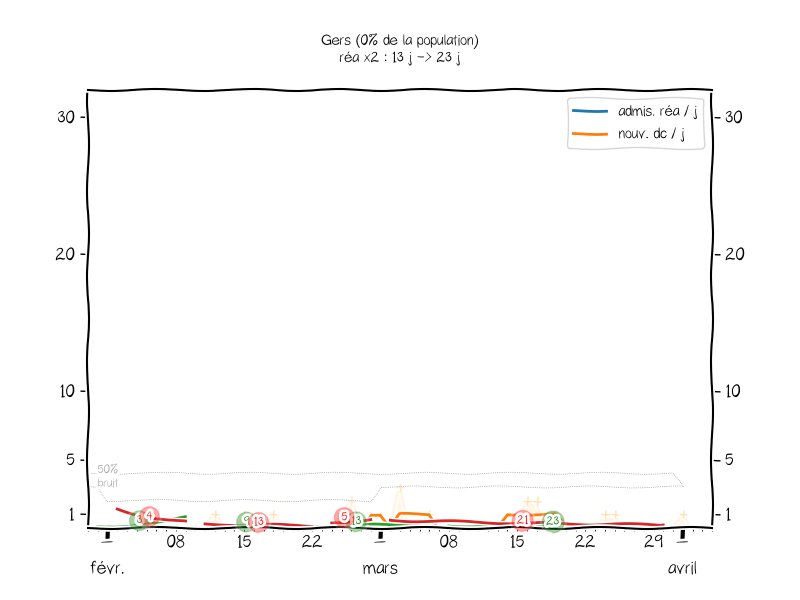 Gers (0% de la population)
réa x2 : 13 j -> 23 j
admis. réa / j
nouv. dc / j
30 30
20 20
10 10
5 5
50%
bruit
1 1
3 4 9 13 5 13 21 23
08 15 22 08 15 22 29
févr. mars avril